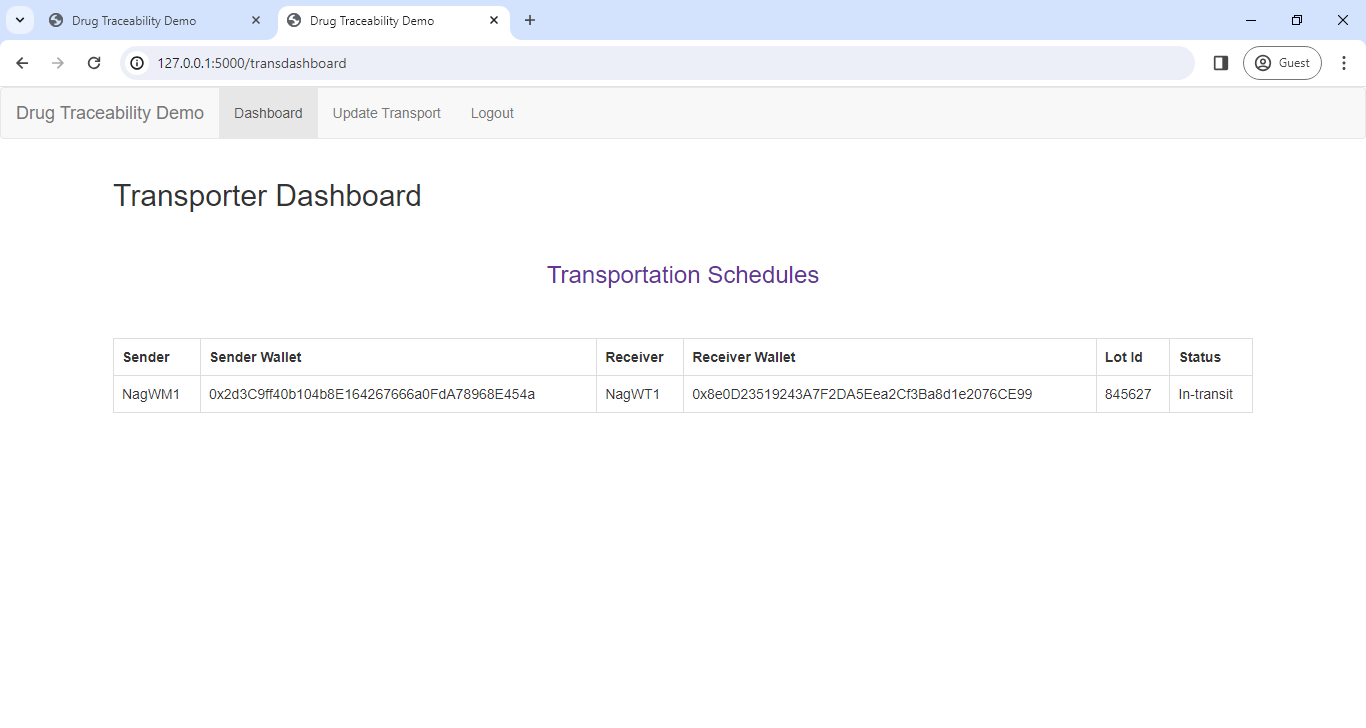 Drug Traceability Demo
Drug Traceability Demo
127.0.0.1:5000/transdashboard
Guest
Drug Traceability Demo Dashboard Update Transport Logout
Transporter Dashboard
Transportation Schedules
Sender Sender Wallet Receiver Receiver Wallet Lot Id Status
NagWM1 0x2d3C9ff40b104b8E164267666a0FdA78968E454a NagWT1 0x8e0D23519243A7F2DA5Eea2Cf3Ba8d1e2076CE99 845627 In-transit